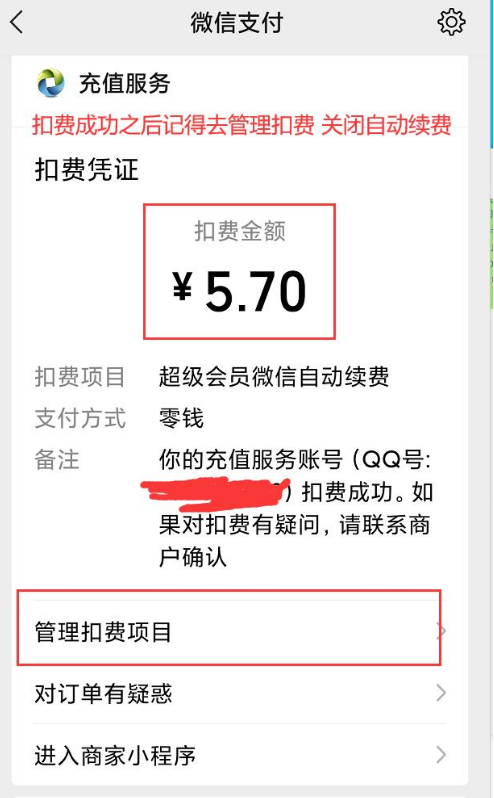 微信支付
充值服务
扣费成功之后记得去管理扣费 关闭自动续费
扣费凭证
扣费金额
¥ 5.70
扣费项目 超级会员微信自动续费
支付方式 零钱
备注 你的充值服务账号（QQ号:
）扣费成功。如
果对扣费有疑问，请联系商
户确认
管理扣费项目
对订单有疑惑
进入商家小程序